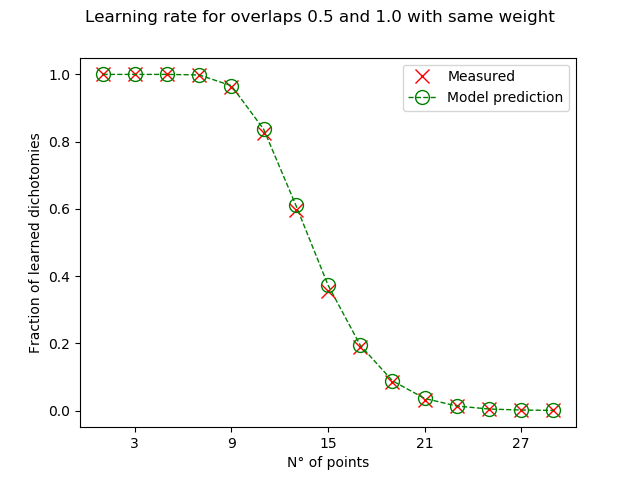 Learning rate for overlaps 0.5 and 1.0 with same weight
Measured
Model prediction
1.0
0.8
0.6
0.4
0.2
0.0
Fraction of learned dichotomies
3 9 15 21 27
N° of points